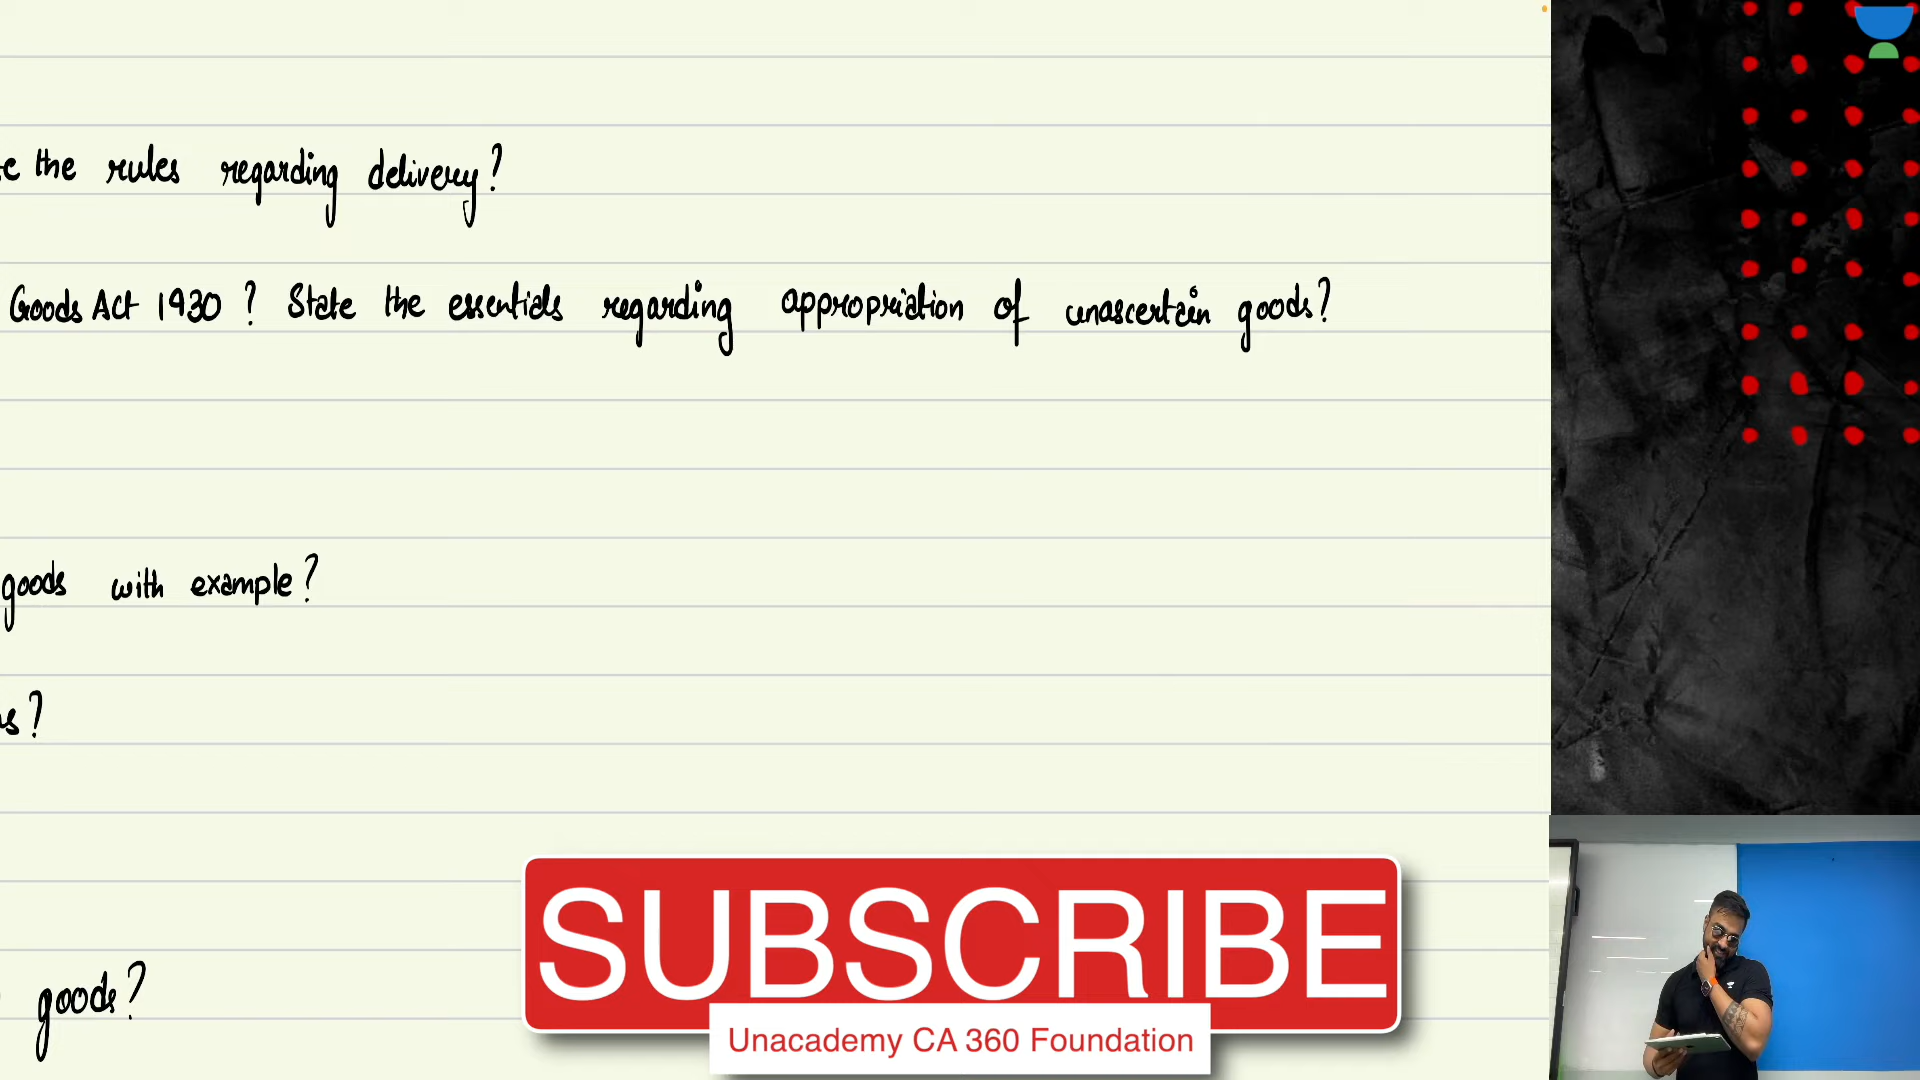 the rules regarding delivery?
Goods Act 1930 ? State the essentials regarding appropriation of unascertain goods?
goods with example?
goods?
SUBSCRIBE
Unacademy CA 360 Foundation